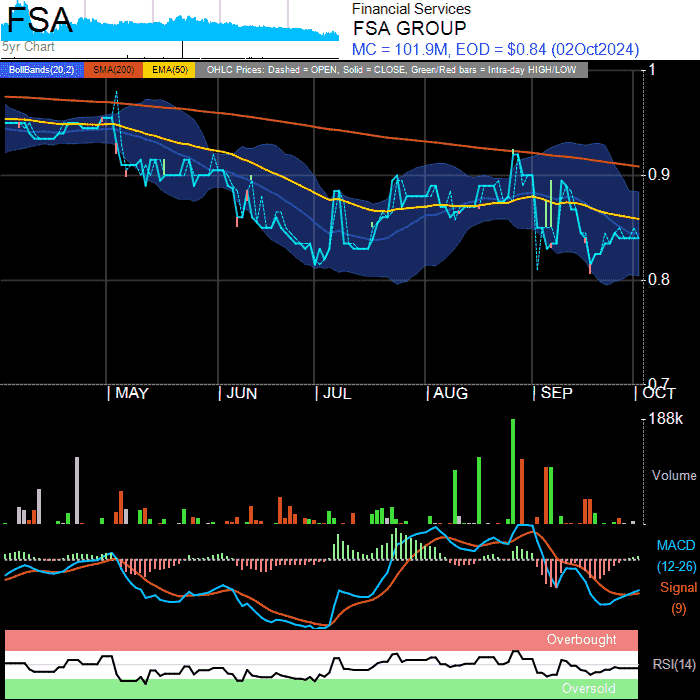 FSA
5yr Chart
Financial Services
FSA GROUP
MC = 101.9M, EOD = $0.84 (02Oct2024)
BollBands(20,2) SMA(200) EMA(50) OHLC Prices: Dashed = OPEN, Solid = CLOSE, Green/Red bars = Intra-day HIGH/LOW
1
0.9
0.8
0.7
MAY JUN JUL AUG SEP OCT
188k
Volume
MACD
(12-26)
Signal
(9)
Overbought
RSI(14)
Oversold